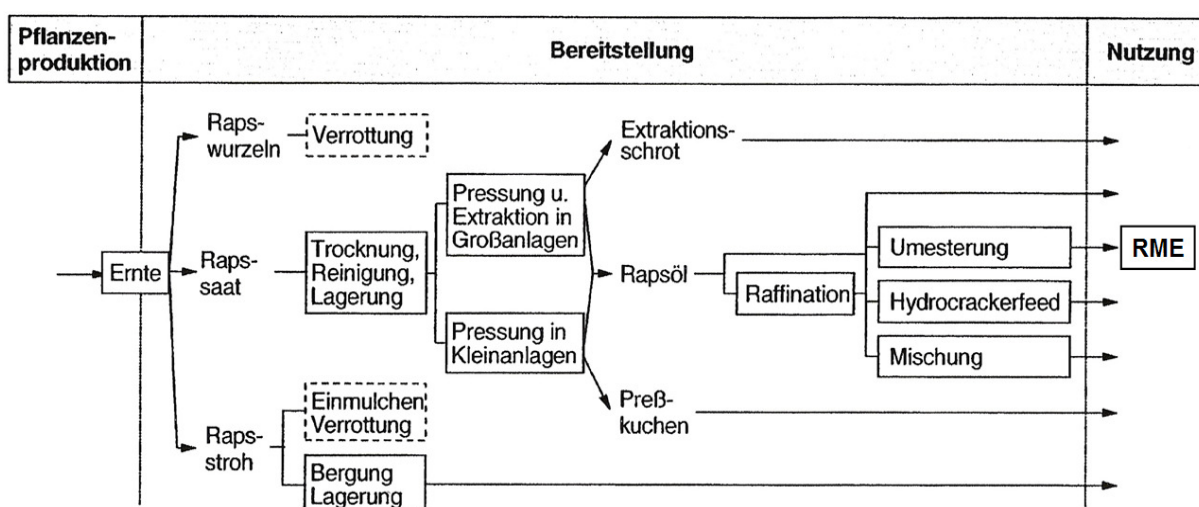 Pflanzen-
produktion
Bereitstellung
Nutzung
Raps-
wurzeln
Verrottung
Extraktions-
schrot
Pressung u.
Extraktion in
Großanlagen
Ernte
Raps-
saat
Trocknung,
Reinigung,
Lagerung
Rapsöl
Raffination
Umesterung
RME
Hydrocrackerfeed
Mischung
Pressung in
Kleinanlagen
Einmulchen
Verrottung
Preß-
kuchen
Raps-
stroh
Bergung
Lagerung